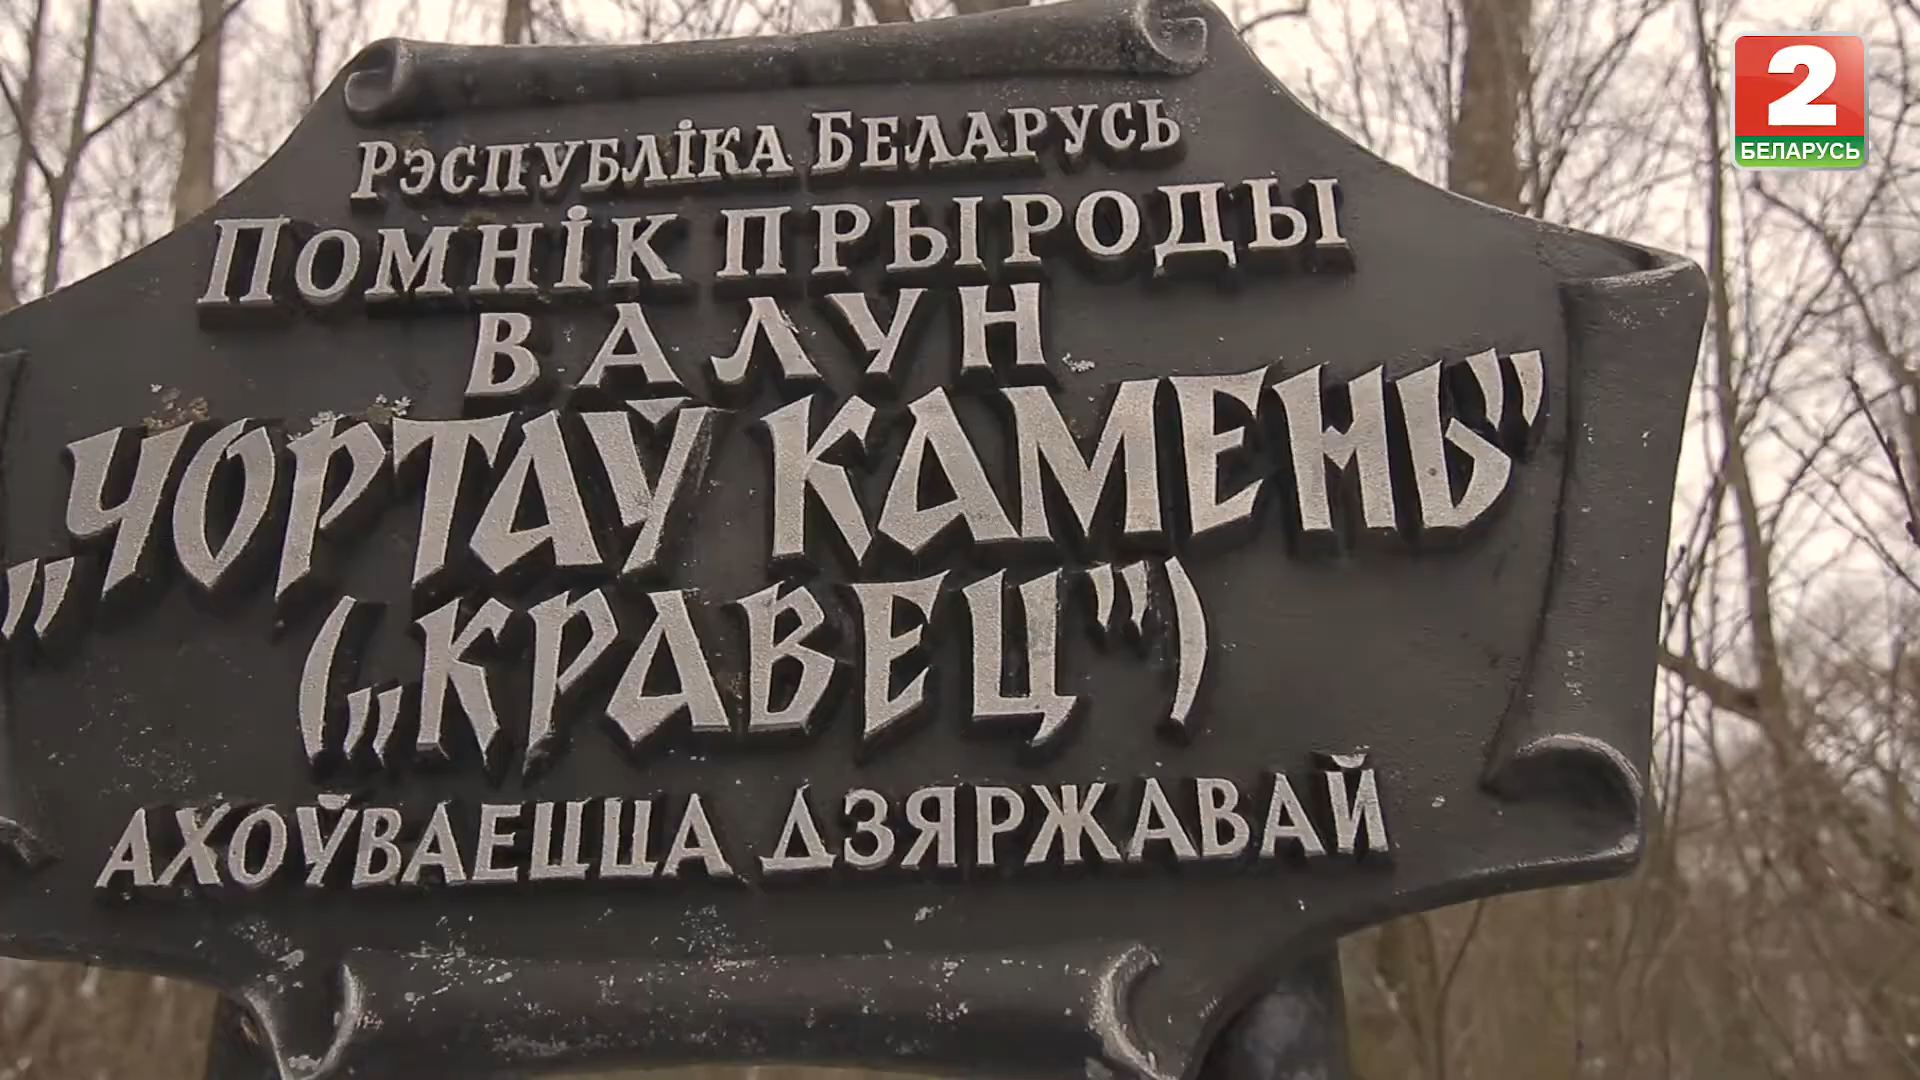 2
БЕЛАРУСЬ
Рэспубліка Беларусь
Помнік прыроды
ВАЛУН
„ЧОРТАЎ КАМЕНЬ"
(„КРАВЕЦ")
АХОЎВАЕЦЦА ДЗЯРЖАВАЙ